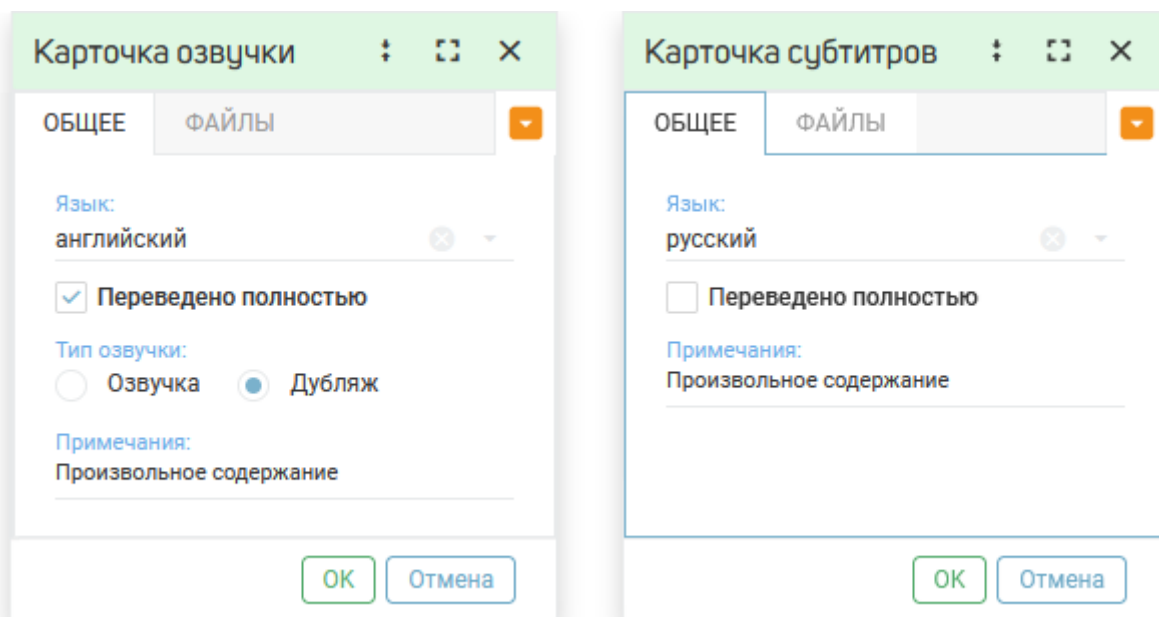 Карточка озвучки
ОБЩЕЕ ФАЙЛЫ
Язык:
английский
Переведено полностью
Тип озвучки:
Озвучка Дубляж
Примечания:
Произвольное содержание
ОК Отмена
Карточка субтитров
ОБЩЕЕ ФАЙЛЫ
Язык:
русский
Переведено полностью
Примечания:
Произвольное содержание
ОК Отмена